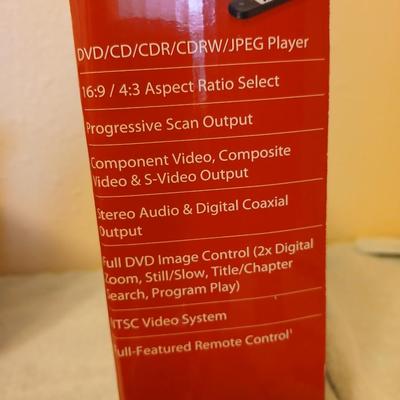 DVD/CD/CDR/CDRW/JPEG Player
16:9 / 4:3 Aspect Ratio Select
Progressive Scan Output
Component Video, Composite
Video & S-Video Output
Stereo Audio & Digital Coaxial
Output
Full DVD Image Control (2x Digital
Zoom, Still/Slow, Title/Chapter
Search, Program Play)
NTSC Video System
Full-Featured Remote Control¹